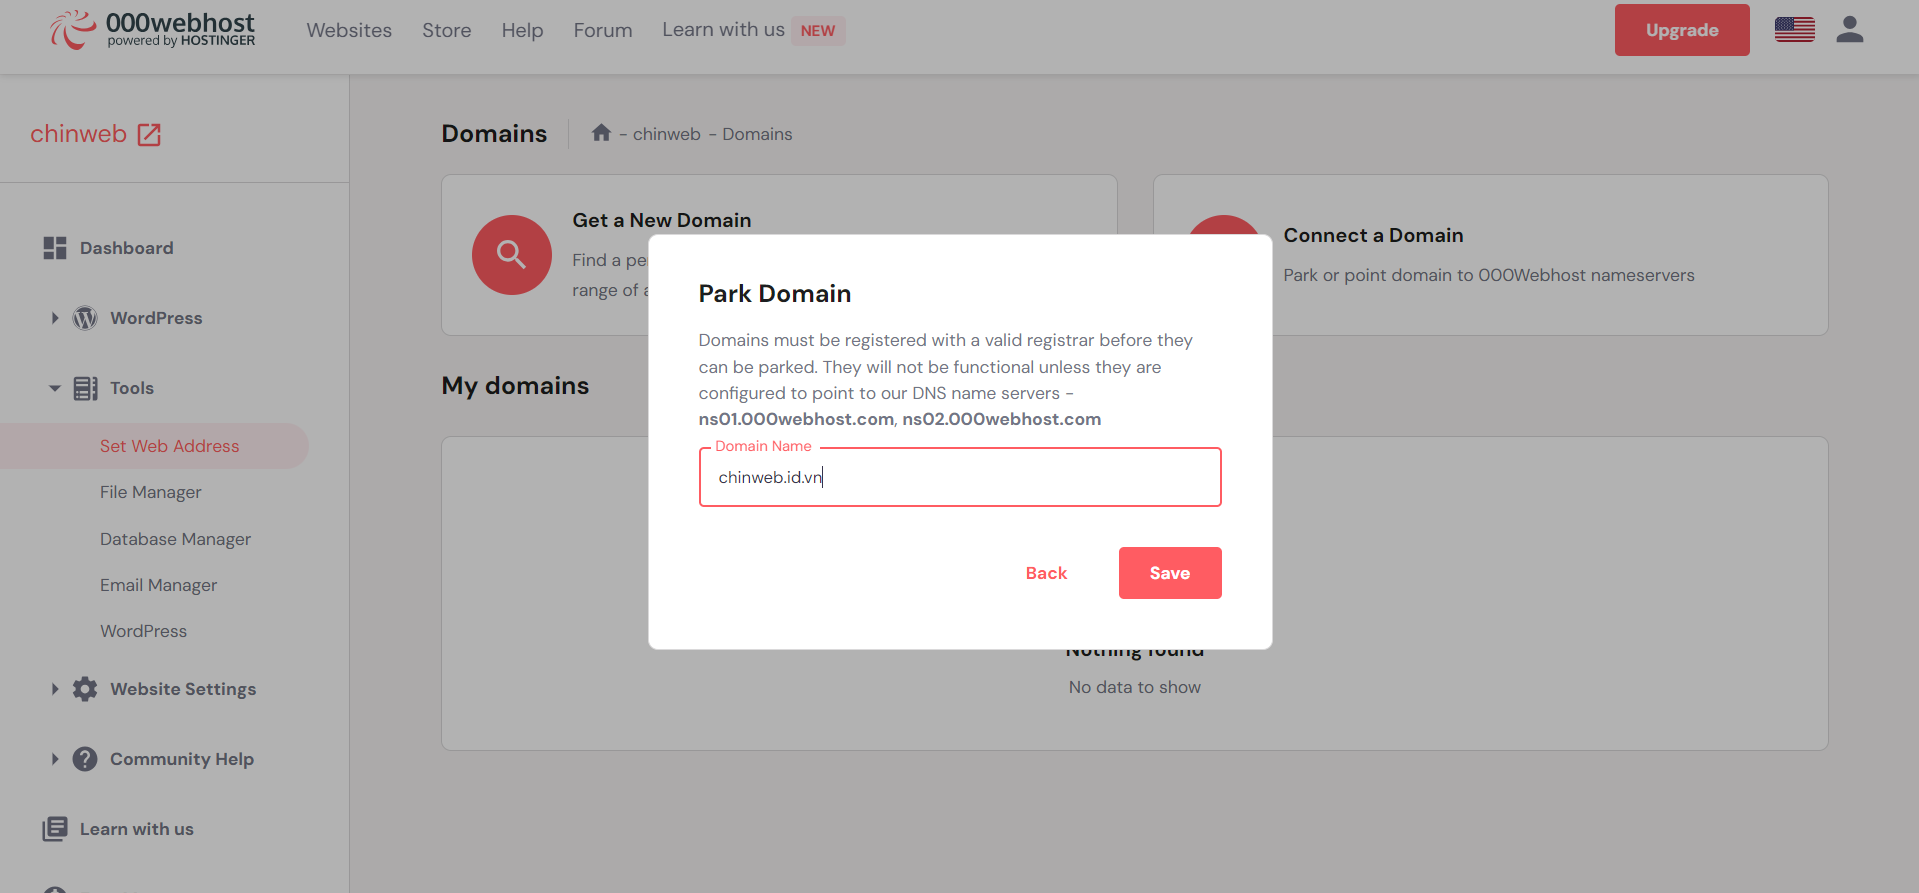 000webhost
powered by HOSTINGER
Websites
Store
Help
Forum
Learn with us NEW
Upgrade
chinweb
Dashboard
WordPress
Tools
Set Web Address
File Manager
Database Manager
Email Manager
WordPress
Website Settings
Community Help
Learn with us
Domains
- chinweb - Domains
Get a New Domain
Find a pe
range of a
Connect a Domain
Park or point domain to 000Webhost nameservers
My domains
Park Domain
Domains must be registered with a valid registrar before they
can be parked. They will not be functional unless they are
configured to point to our DNS name servers -
ns01.000webhost.com, ns02.000webhost.com
Domain Name
chinweb.id.vn
Back
Save
Nothing found
No data to show